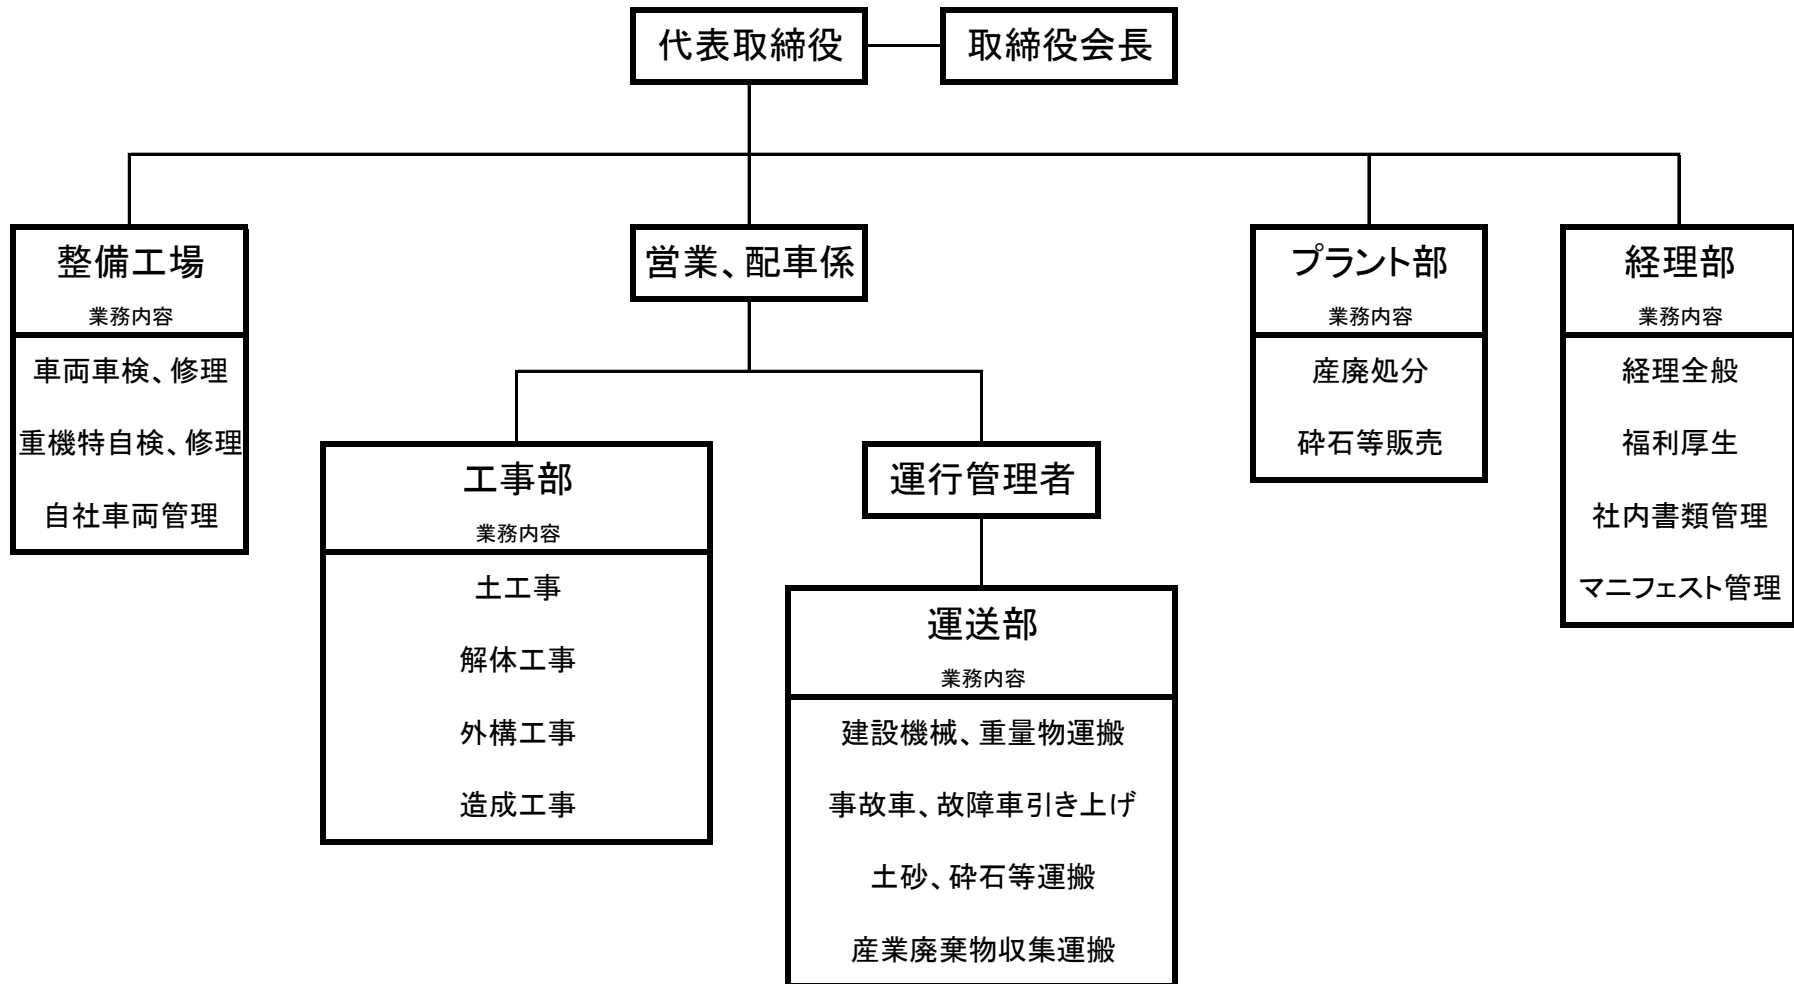 代表取締役
取締役会長
整備工場
業務内容
車両車検、修理
重機特自検、修理
自社車両管理
営業、配車係
工事部
業務内容
土工事
解体工事
外構工事
造成工事
運行管理者
運送部
業務内容
建設機械、重量物運搬
事故車、故障車引き上げ
土砂、砕石等運搬
産業廃棄物収集運搬
プラント部
業務内容
産廃処分
砕石等販売
経理部
業務内容
経理全般
福利厚生
社内書類管理
マニフェスト管理